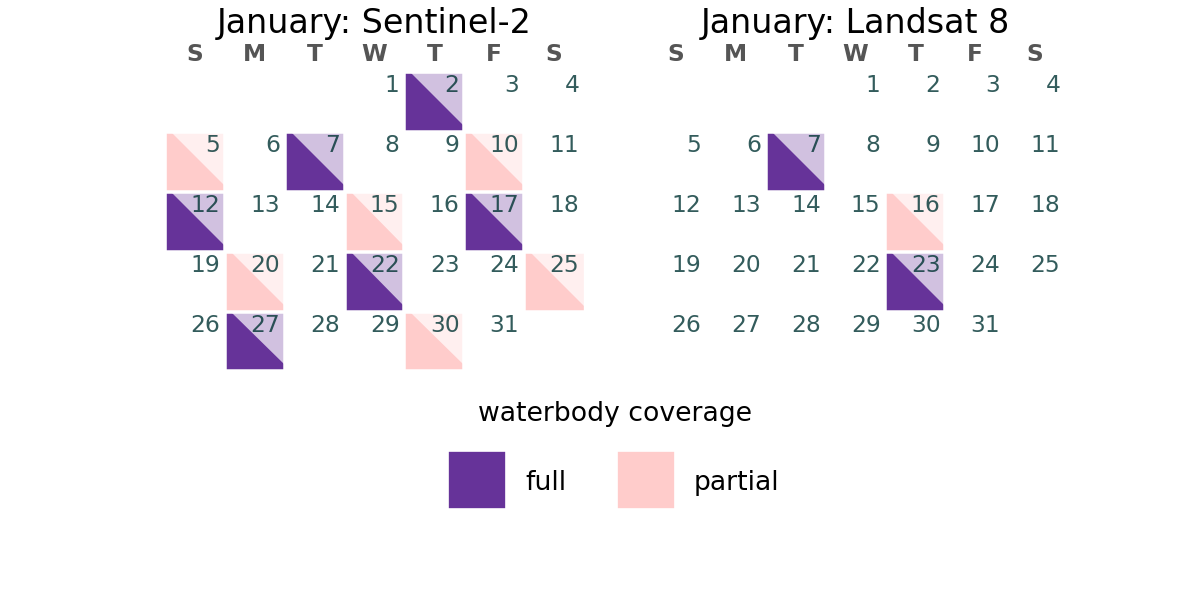 January: Sentinel-2
S M T W T F S
1 2 3 4
5 6 7 8 9 10 11
12 13 14 15 16 17 18
19 20 21 22 23 24 25
26 27 28 29 30 31
January: Landsat 8
S M T W T F S
1 2 3 4
5 6 7 8 9 10 11
12 13 14 15 16 17 18
19 20 21 22 23 24 25
26 27 28 29 30 31
waterbody coverage
full partial